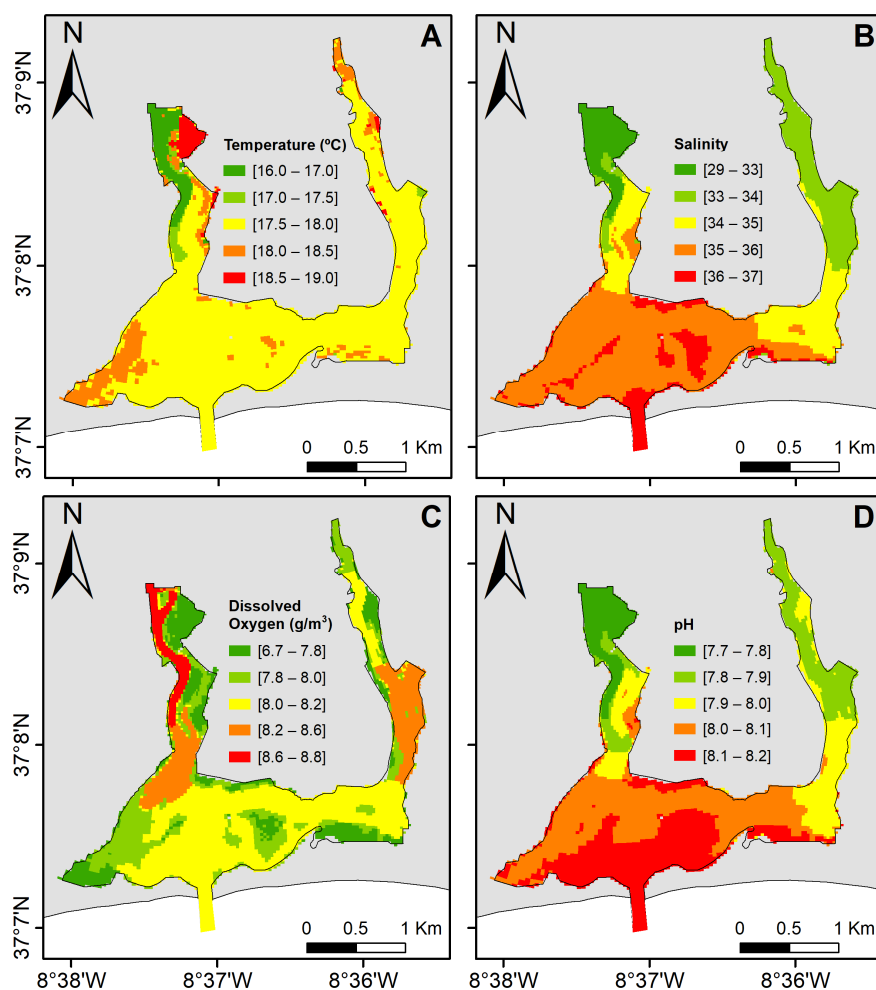 N
A
37°9'N
37°8'N
37°7'N
Temperature (ºC)
[16.0 – 17.0]
[17.0 – 17.5]
[17.5 – 18.0]
[18.0 – 18.5]
[18.5 – 19.0]
0 0.5 1 Km
N
B
Salinity
[29 – 33]
[33 – 34]
[34 – 35]
[35 – 36]
[36 – 37]
0 0.5 1 Km
N
C
37°9'N
37°8'N
37°7'N
Dissolved
Oxygen (g/m³)
[6.7 – 7.8]
[7.8 – 8.0]
[8.0 – 8.2]
[8.2 – 8.6]
[8.6 – 8.8]
0 0.5 1 Km
8°38'W 8°37'W 8°36'W
N
D
pH
[7.7 – 7.8]
[7.8 – 7.9]
[7.9 – 8.0]
[8.0 – 8.1]
[8.1 – 8.2]
0 0.5 1 Km
8°38'W 8°37'W 8°36'W